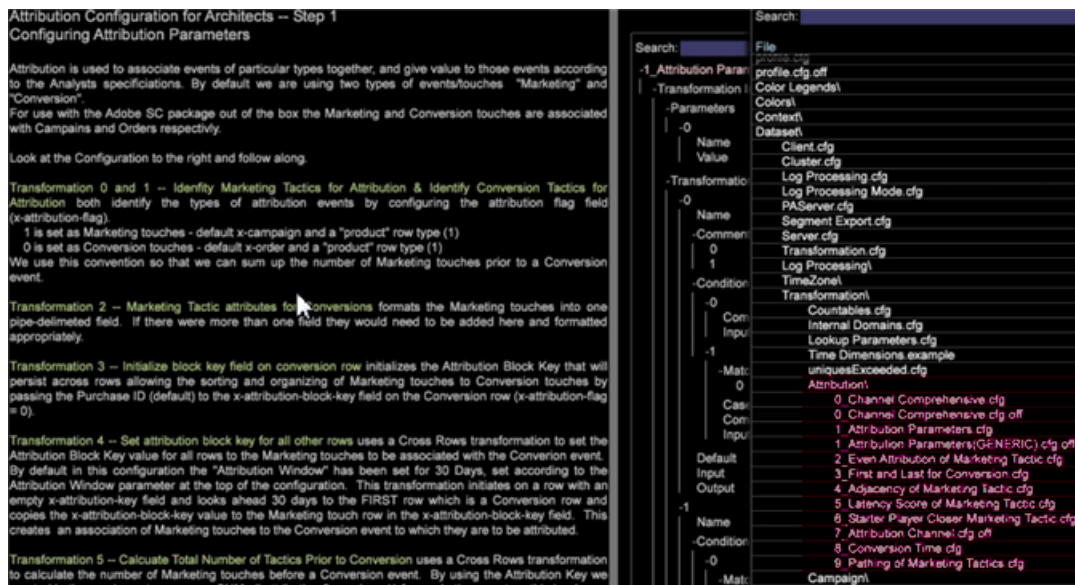 Attribution Configuration for Architects -- Step 1
Configuring Attribution Parameters
Attribution is used to associate events of particular types together, and give value to those events according
to the Analysts specificiations. By default we are using two types of events/touches "Marketing" and
"Conversion".
For use with the Adobe SC package out of the box the Marketing and Conversion touches are associated
with Campains and Orders respectivly.
Look at the Configuration to the right and follow along.
Transformation 0 and 1 -- Idenfity Marketing Tactics for Attribution & Identify Conversion Tactics for
Attribution both identify the types of attribution events by configuring the attribution flag field
(x-attribution-flag).
1 is set as Marketing touches - default x-campaign and a "product" row type (1)
0 is set as Conversion touches - default x-order and a "product" row type (1)
We use this convention so that we can sum up the number of Marketing touches prior to a Conversion
event.
Transformation 2 -- Marketing Tactic attributes for Conversions formats the Marketing touches into one
pipe-delimeted field. If there were more than one field they would need to be added here and formatted
appropriately.
Transformation 3 -- Initialize block key field on conversion row initializes the Attribution Block Key that will
persist across rows allowing the sorting and organizing of Marketing touches to Conversion touches by
passing the Purchase ID (default) to the x-attribution-block-key field on the Conversion row (x-attribution-flag
= 0).
Transformation 4 -- Set attribution block key for all other rows uses a Cross Rows transformation to set the
Attribution Block Key value for all rows to the Marketing touches to be associated with the Converion event.
By default in this configuration the "Attribution Window" has been set for 30 Days, set according to the
Attribution Window parameter at the top of the configuration. This transformation initiates on a row with an
empty x-attribution-key field and looks ahead 30 days to the FIRST row which is a Conversion row and
copies the x-attribution-block-key value to the Marketing touch row in the x-attribution-block-key field. This
creates an association of Marketing touches to the Conversion event to which they are to be attributed.
Transformation 5 -- Calcuate Total Number of Tactics Prior to Conversion uses a Cross Rows transformation
to calculate the number of Marketing touches before a Conversion event. By using the Attribution Key we
Search:
-1_Attribution Paran
-Transformation I
-Parameters
-0
Name
Value
-Transformatio
-0
Name
-Commen
0
1
-Condition
-0
Com
Inpu
-1
-Matc
0
Cas
Com
Inpu
Default
Input
Output
-1
Name
-Condition
-0
-Matc
Search:
File
profile.cfg
profile.cfg.off
Color Legends\
Colors\
Context\
Dataset\
Client.cfg
Cluster.cfg
Log Processing.cfg
Log Processing Mode.cfg
PAServer.cfg
Segment Export.cfg
Server.cfg
Transformation.cfg
Log Processing\
TimeZone\
Transformation\
Countables.cfg
Internal Domains.cfg
Lookup Parameters.cfg
Time Dimensions.example
uniquesExceeded.cfg
Attribution\
0_Channel Comprehensive.cfg
0_Channel Comprehensive.cfg.off
1_Attribution Parameters.cfg
1_Attribution Parameters(GENERIC).cfg.off
2_Even Attribution of Marketing Tactic.cfg
3_First and Last for Conversion.cfg
4_Adjacency of Marketing Tactic.cfg
5_Latency Score of Marketing Tactic.cfg
6_Starter Player Closer Marketing Tactic.cfg
7_Attribution Channel.cfg.off
8_Conversion Time.cfg
9_Pathing of Marketing Tactics.cfg
Campaign\